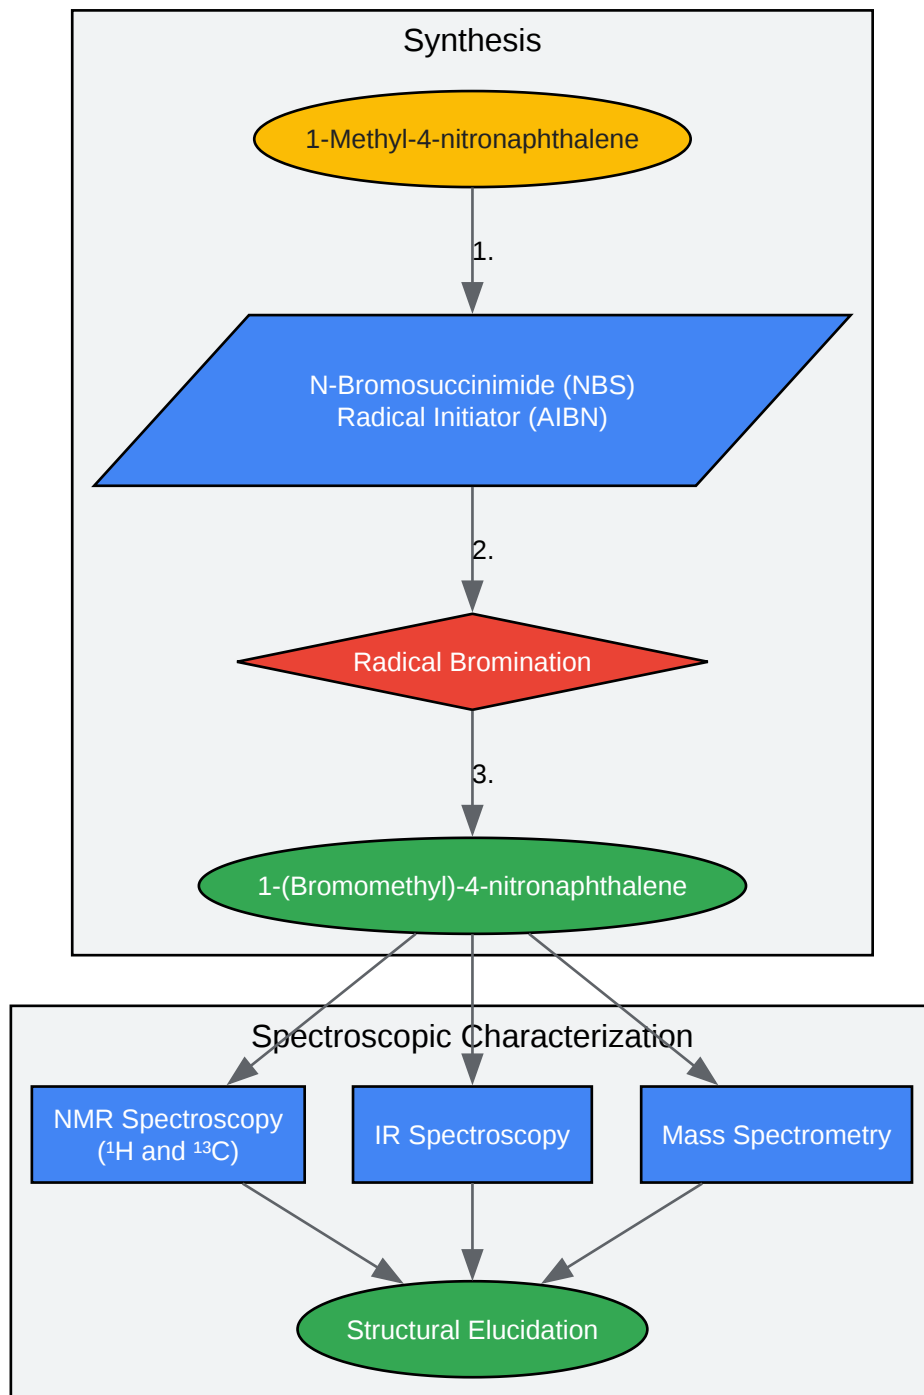 Synthesis
1-Methyl-4-nitronaphthalene
1.
N-Bromosuccinimide (NBS)
Radical Initiator (AIBN)
2.
Radical Bromination
3.
1-(Bromomethyl)-4-nitronaphthalene
Spectroscopic Characterization
NMR Spectroscopy
(¹H and ¹³C)
IR Spectroscopy
Mass Spectrometry
Structural Elucidation